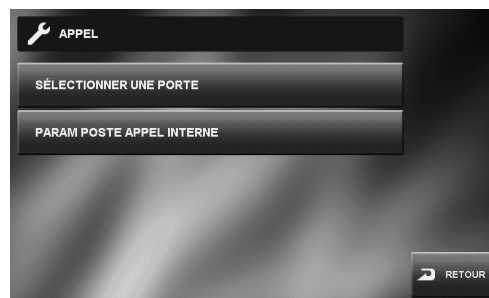 APPEL
SÉLECTIONNER UNE PORTE
PARAM POSTE APPEL INTERNE
RETOUR